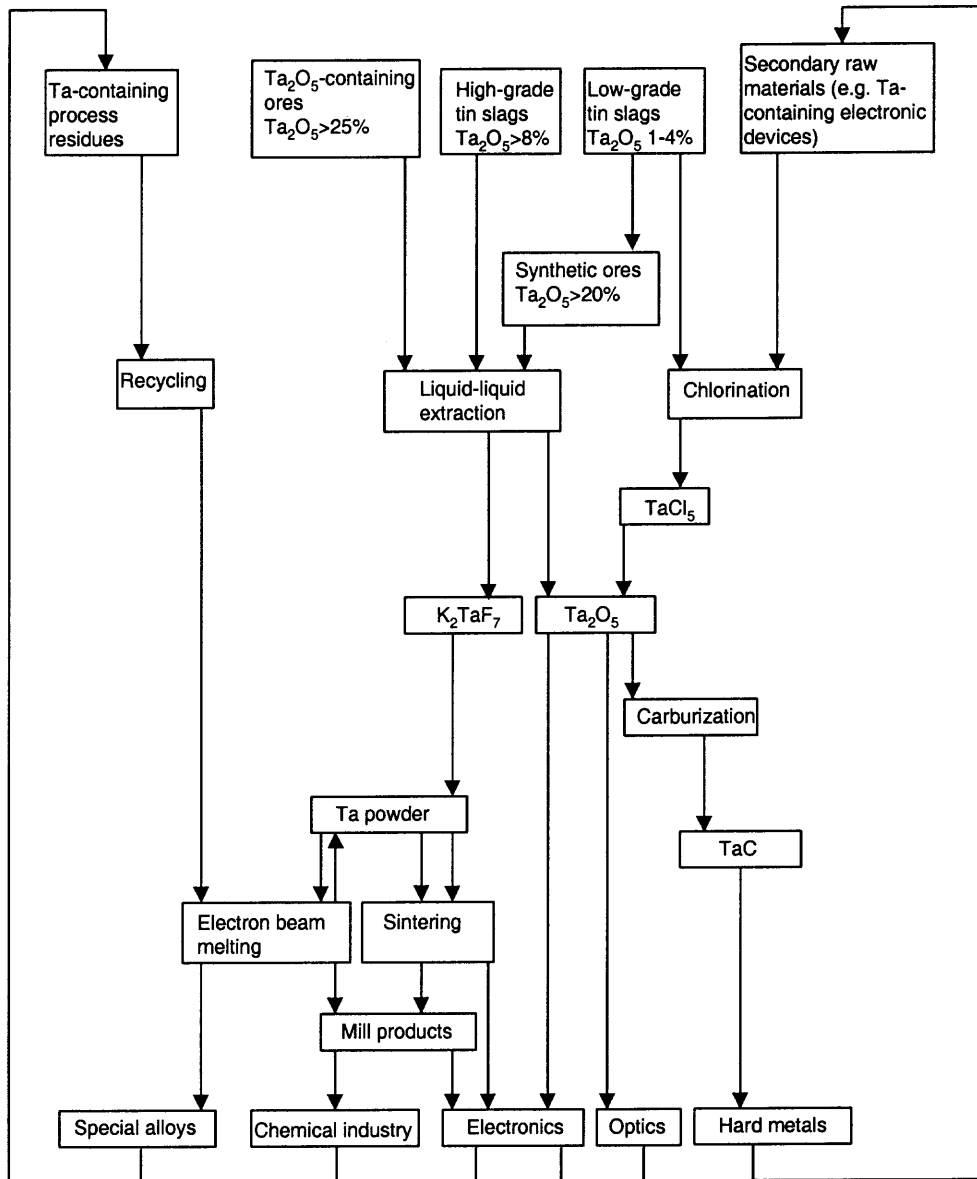 Ta-containing
process
residues
Ta₂O₅-containing
ores
Ta₂O₅>25%
High-grade
tin slags
Ta₂O₅>8%
Low-grade
tin slags
Ta₂O₅ 1-4%
Secondary raw
materials (e.g. Ta-
containing electronic
devices)
Synthetic ores
Ta₂O₅>20%
Recycling
Liquid-liquid
extraction
Chlorination
TaCl₅
K₂TaF₇
Ta₂O₅
Carburization
Ta powder
TaC
Electron beam
melting
Sintering
Mill products
Special alloys
Chemical industry
Electronics
Optics
Hard metals